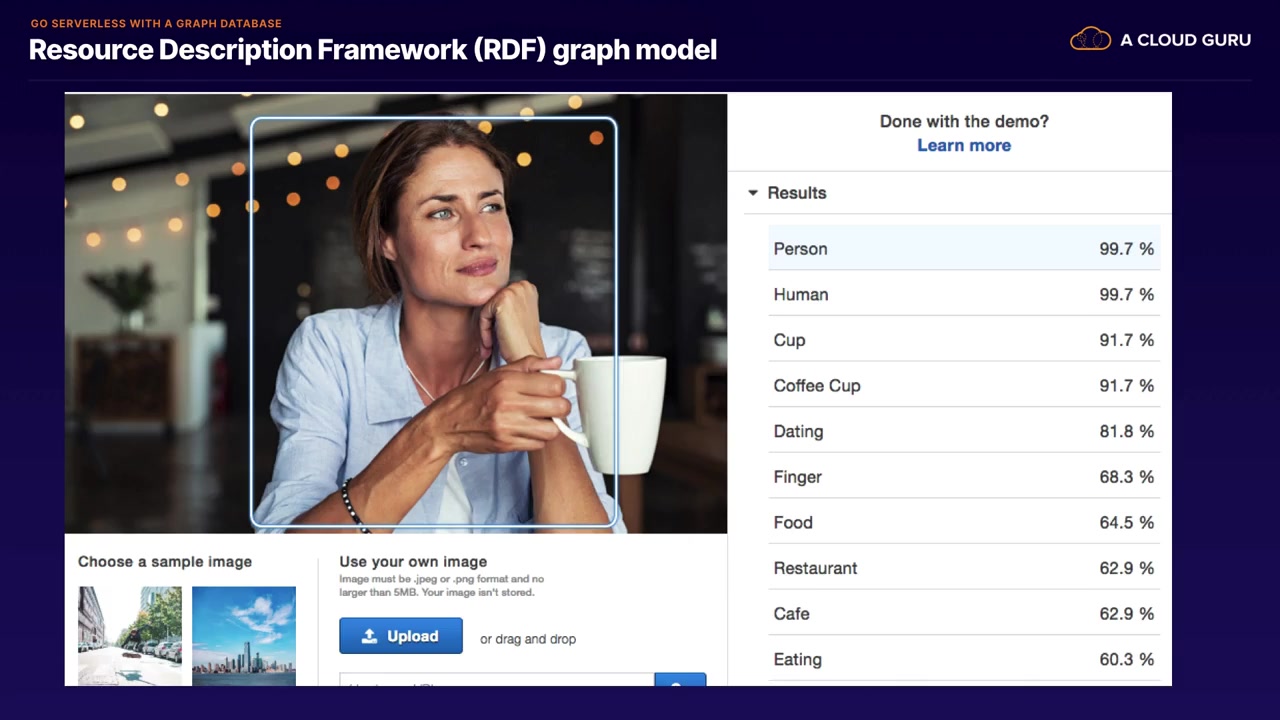 GO SERVERLESS WITH A GRAPH DATABASE
Resource Description Framework (RDF) graph model
A CLOUD GURU
Done with the demo?
Learn more
Results
Person 99.7 %
Human 99.7 %
Cup 91.7 %
Coffee Cup 91.7 %
Dating 81.8 %
Finger 68.3 %
Food 64.5 %
Restaurant 62.9 %
Cafe 62.9 %
Eating 60.3 %
Choose a sample image
Use your own image
Image must be .jpeg or .png format and no
larger than 5MB. Your image isn't stored.
Upload
or drag and drop